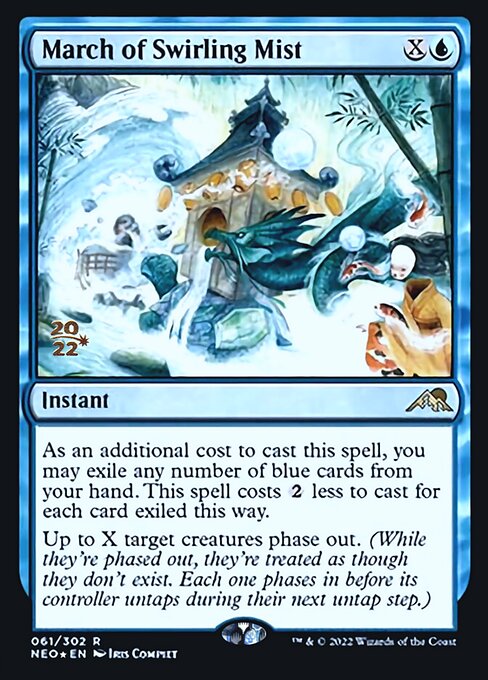 March of Swirling Mist X
20
22
Instant
As an additional cost to cast this spell, you
may exile any number of blue cards from
your hand. This spell costs 2 less to cast for
each card exiled this way.
Up to X target creatures phase out. (While
they're phased out, they're treated as though
they don't exist. Each one phases in before its
controller untaps during their next untap step.)
061/302 R
NEO★EN Iris Compiet
™ & © 2022 Wizards of the Coast